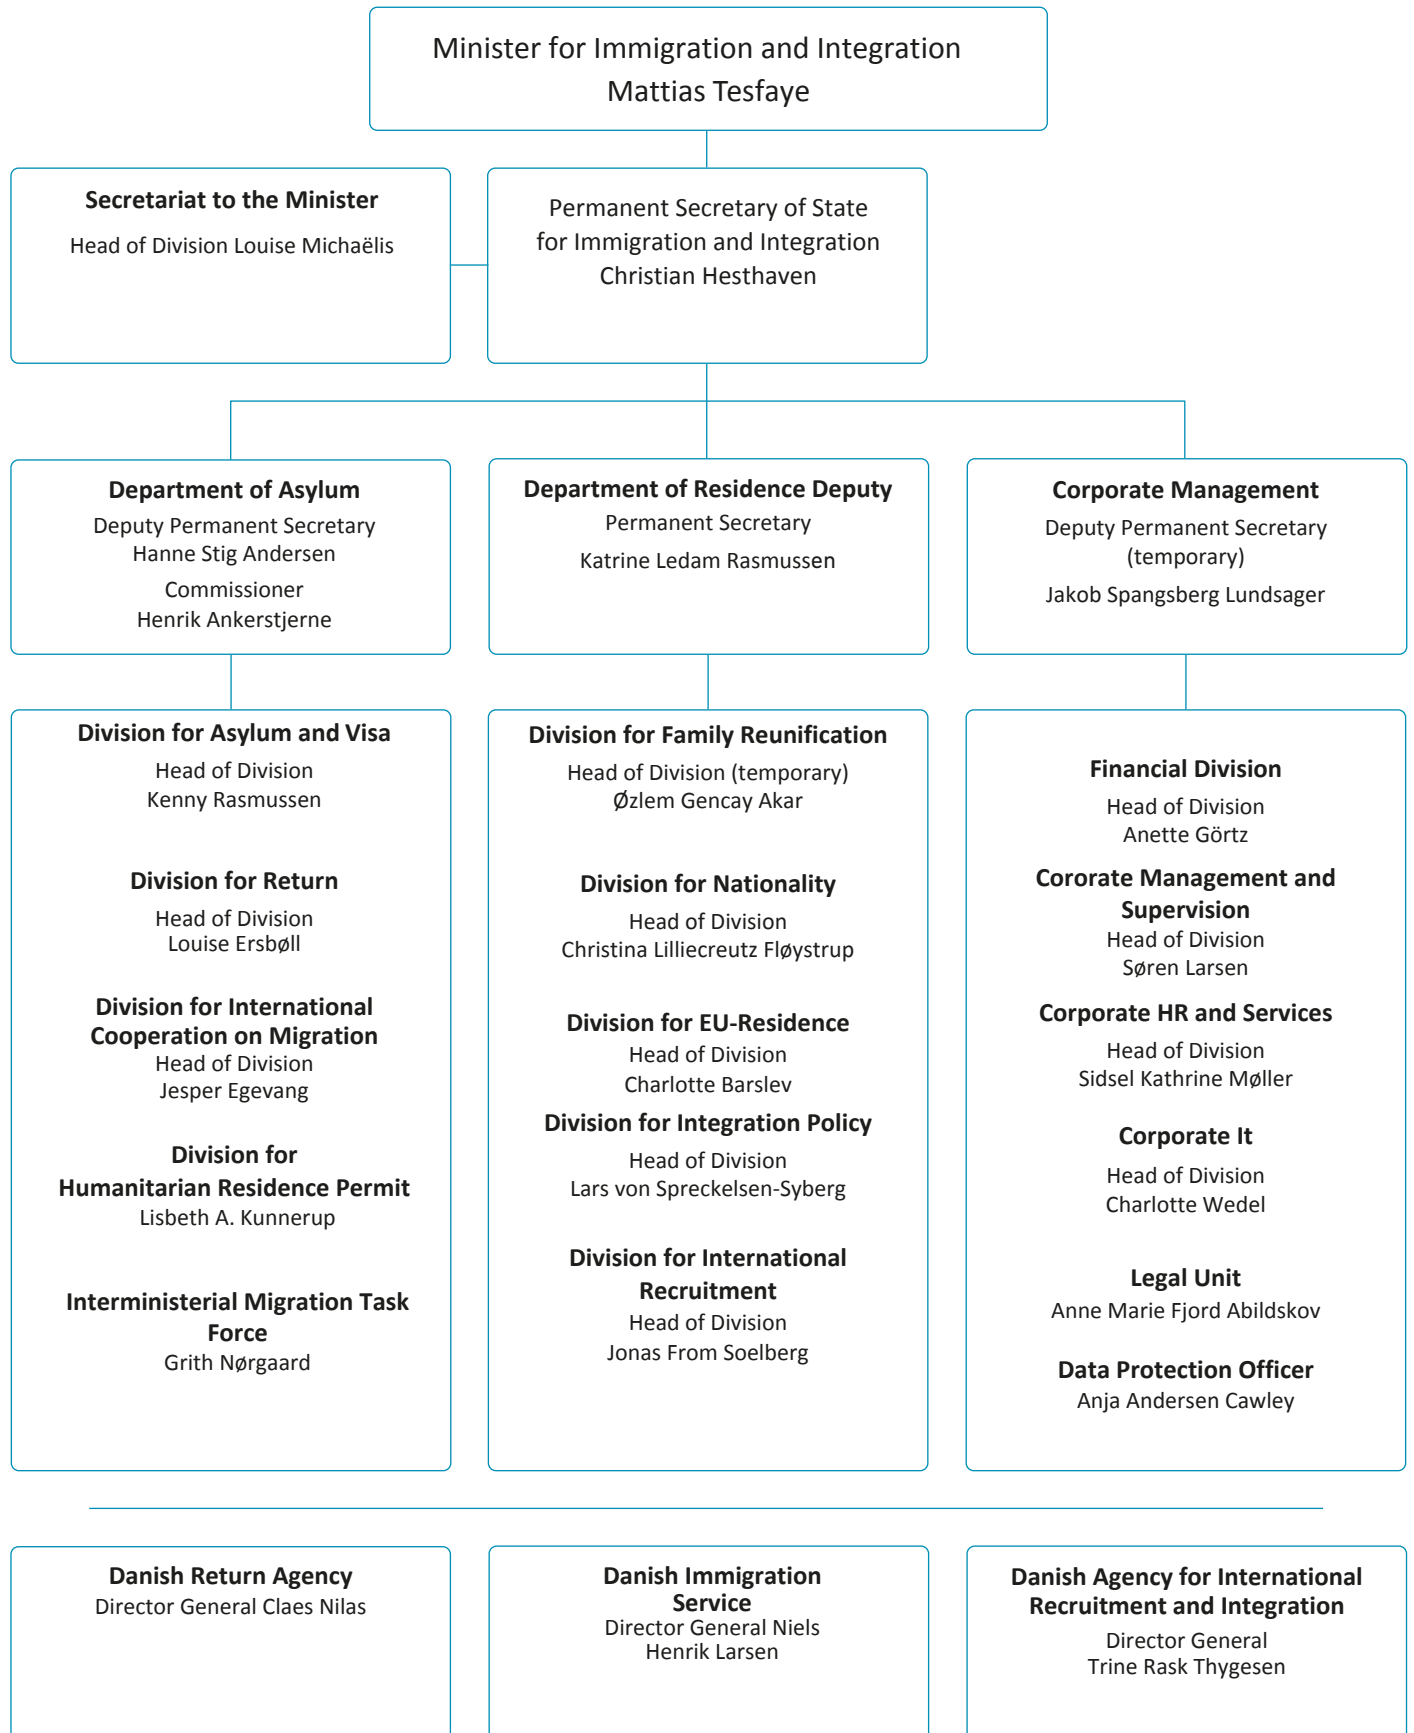 Minister for Immigration and Integration
Mattias Tesfaye
Secretariat to the Minister
Head of Division Louise Michaëlis
Permanent Secretary of State
for Immigration and Integration
Christian Hesthaven
Department of Asylum
Deputy Permanent Secretary
Hanne Stig Andersen
Commissioner
Henrik Ankerstjerne
Department of Residence Deputy
Permanent Secretary
Katrine Ledam Rasmussen
Corporate Management
Deputy Permanent Secretary
(temporary)
Jakob Spangsberg Lundsager
Division for Asylum and Visa
Head of Division
Kenny Rasmussen
Division for Return
Head of Division
Louise Ersbøll
Division for International
Cooperation on Migration
Head of Division
Jesper Egevang
Division for
Humanitarian Residence Permit
Lisbeth A. Kunnerup
Interministerial Migration Task
Force
Grith Nørgaard
Division for Family Reunification
Head of Division (temporary)
Øzlem Gencay Akar
Division for Nationality
Head of Division
Christina Lilliecreutz Fløystrup
Division for EU-Residence
Head of Division
Charlotte Barslev
Division for Integration Policy
Head of Division
Lars von Spreckelsen-Syberg
Division for International
Recruitment
Head of Division
Jonas From Soelberg
Financial Division
Head of Division
Anette Görtz
Cororate Management and
Supervision
Head of Division
Søren Larsen
Corporate HR and Services
Head of Division
Sidsel Kathrine Møller
Corporate It
Head of Division
Charlotte Wedel
Legal Unit
Anne Marie Fjord Abildskov
Data Protection Officer
Anja Andersen Cawley
Danish Return Agency
Director General Claes Nilas
Danish Immigration
Service
Director General Niels
Henrik Larsen
Danish Agency for International
Recruitment and Integration
Director General
Trine Rask Thygesen